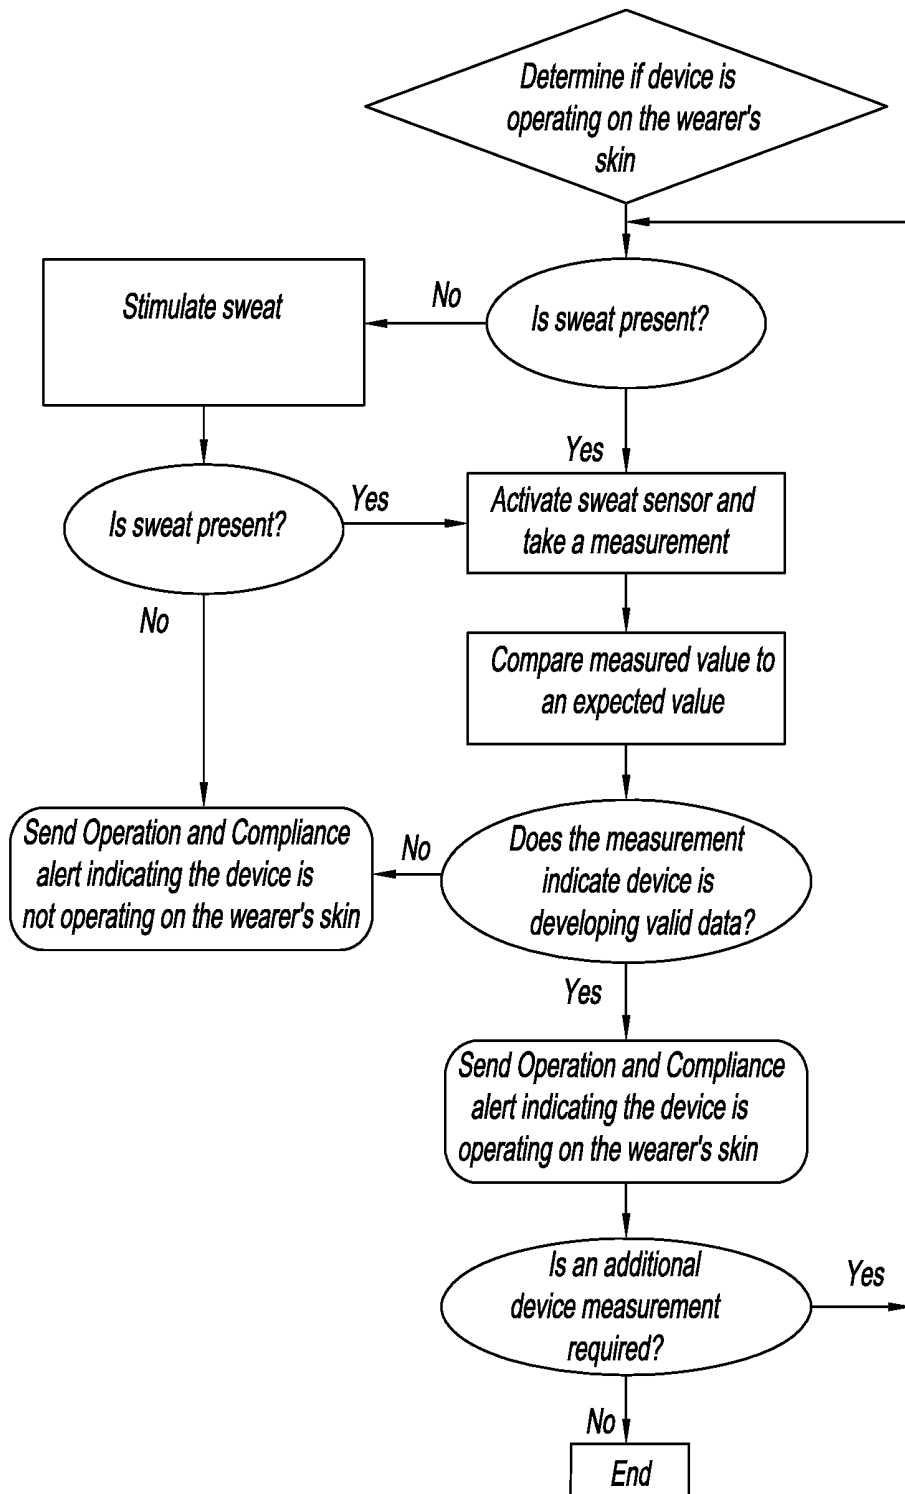 Determine if device is
operating on the wearer's
skin
No
Stimulate sweat
Is sweat present?
Yes
Yes
Activate sweat sensor and
take a measurement
Is sweat present?
No
Compare measured value to
an expected value
Send Operation and Compliance
alert indicating the device is
not operating on the wearer's skin
No
Does the measurement
indicate device is
developing valid data?
Yes
Send Operation and Compliance
alert indicating the device is
operating on the wearer's skin
Is an additional
device measurement
required?
Yes
No
End